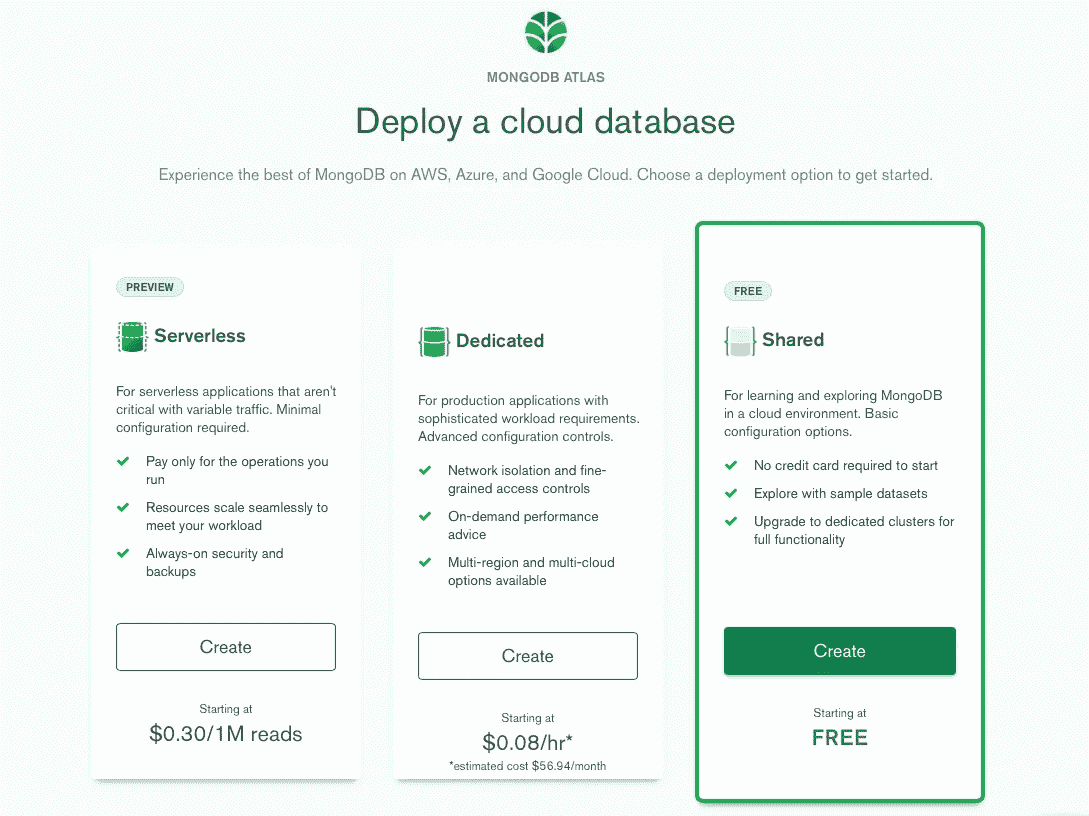 MONGODB ATLAS
Deploy a cloud database
Experience the best of MongoDB on AWS, Azure, and Google Cloud. Choose a deployment option to get started.
PREVIEW
Serverless
For serverless applications that aren't
critical with variable traffic. Minimal
configuration required.
Pay only for the operations you
run
Resources scale seamlessly to
meet your workload
Always-on security and
backups
Create
Starting at
$0.30/1M reads
Dedicated
For production applications with
sophisticated workload requirements.
Advanced configuration controls.
Network isolation and fine-
grained access controls
On-demand performance
advice
Multi-region and multi-cloud
options available
Create
Starting at
$0.08/hr*
*estimated cost $56.94/month
FREE
Shared
For learning and exploring MongoDB
in a cloud environment. Basic
configuration options.
No credit card required to start
Explore with sample datasets
Upgrade to dedicated clusters for
full functionality
Create
Starting at
FREE